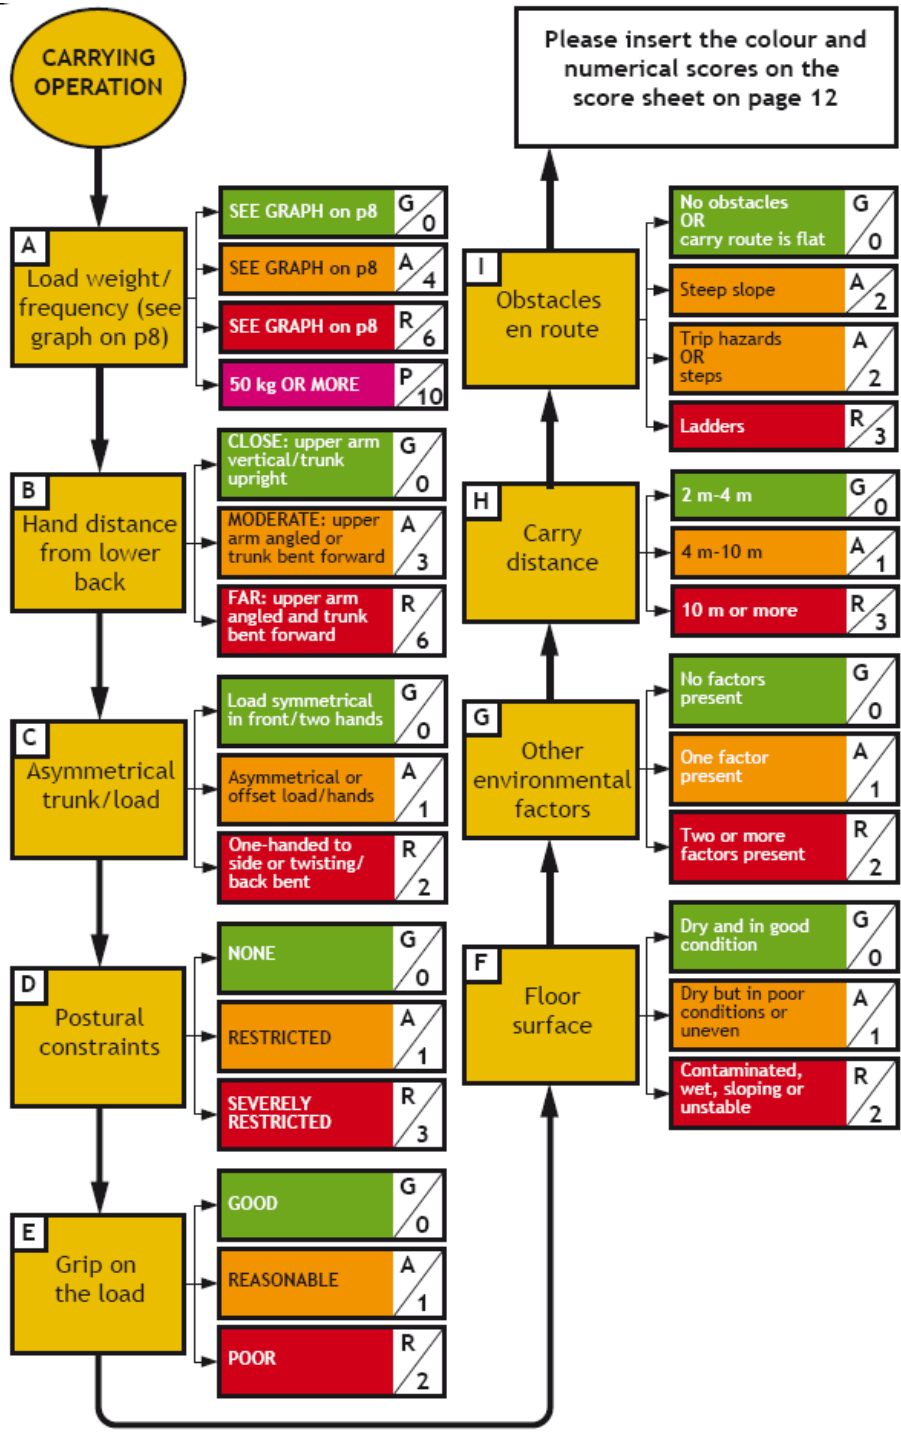 CARRYING
OPERATION
A
Load weight/
frequency (see
graph on p8)
SEE GRAPH on p8
G
0
SEE GRAPH on p8
A
4
SEE GRAPH on p8
R
6
50 kg OR MORE
P
10
B
Hand distance
from lower
back
CLOSE: upper arm
vertical/trunk
upright
G
0
MODERATE: upper
arm angled or
trunk bent forward
A
3
FAR: upper arm
angled and trunk
bent forward
R
6
C
Asymmetrical
trunk/load
Load symmetrical
in front/two hands
G
0
Asymmetrical or
offset load/hands
A
1
One-handed to
side or twisting/
back bent
R
2
D
Postural
constraints
NONE
G
0
RESTRICTED
A
1
SEVERELY
RESTRICTED
R
3
E
Grip on
the load
GOOD
G
0
REASONABLE
A
1
POOR
R
2
F
Floor
surface
Dry and in good
condition
G
0
Dry but in poor
conditions or
uneven
A
1
Contaminated,
wet, sloping or
unstable
R
2
G
Other
environmental
factors
No factors
present
G
0
One factor
present
A
1
Two or more
factors present
R
2
H
Carry
distance
2 m-4 m
G
0
4 m-10 m
A
1
10 m or more
R
3
I
Obstacles
en route
No obstacles
OR
carry route is flat
G
0
Steep slope
A
2
Trip hazards
OR
steps
A
2
Ladders
R
3
Please insert the colour and
numerical scores on the
score sheet on page 12